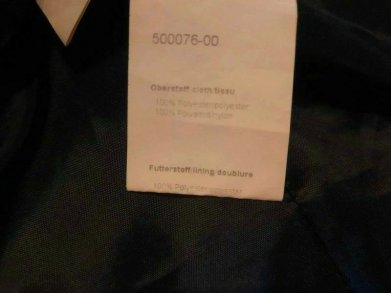 500076-00
Oberstoff cloth/tissu
100% Polyester/polyester
100% Polyamid/nylon
Futterstoff/lining doublure
100% Polyester/polyester